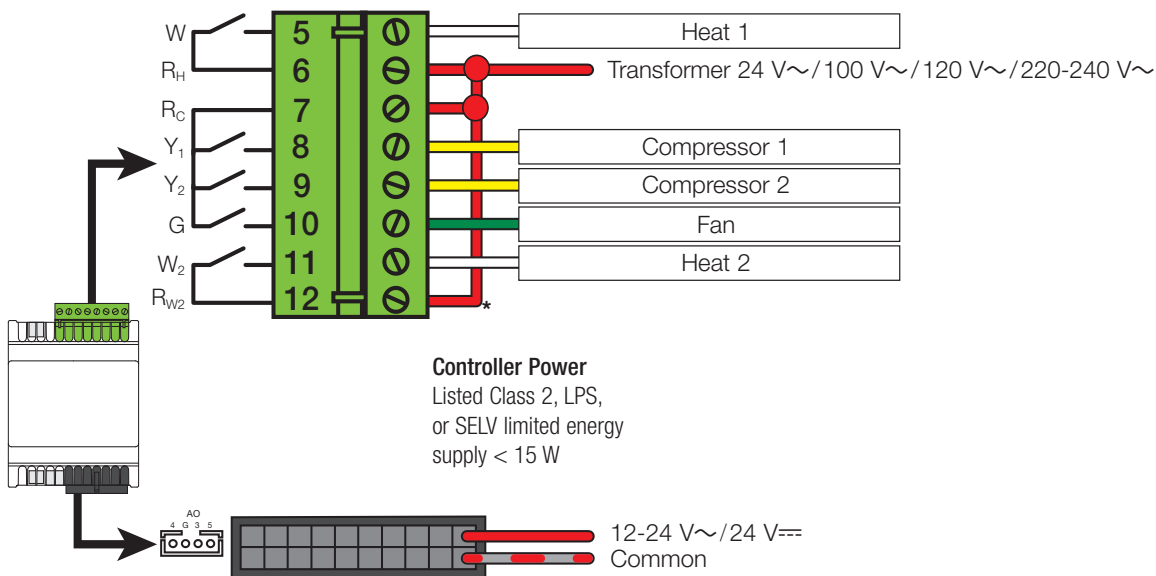 W 5 Heat 1
RH 6 Transformer 24 V～/100 V～/120 V～/220-240 V～
RC 7
Y1 8 Compressor 1
Y2 9 Compressor 2
G 10 Fan
W2 11 Heat 2
RW2 12 *
Controller Power
Listed Class 2, LPS,
or SELV limited energy
supply < 15 W
AO
4 G 3 5
12-24 V～/24 V⎓
Common